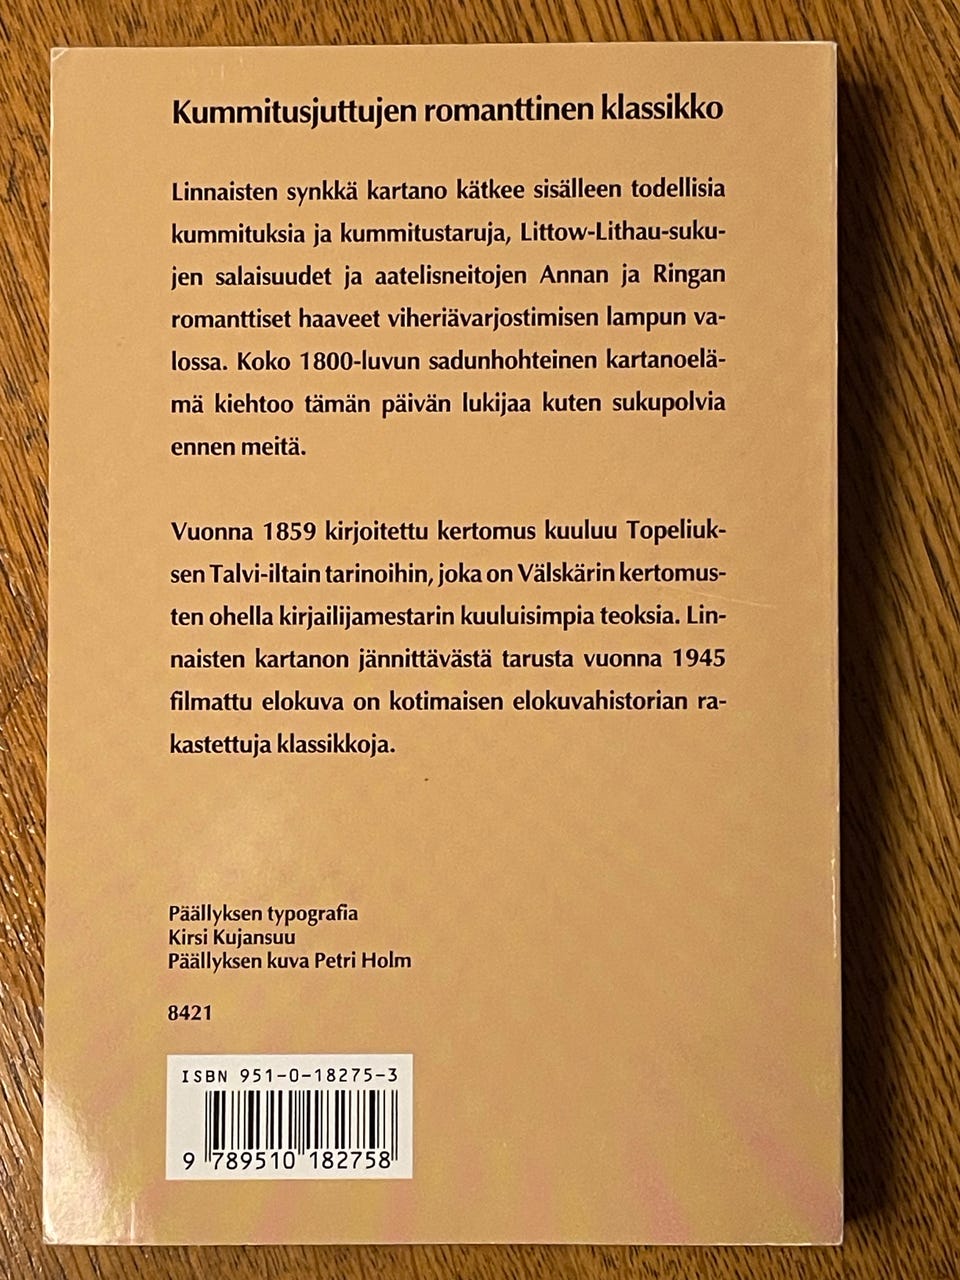 Kummitusjuttujen romanttinen klassikko
Linnaisten synkkä kartano kätkee sisälleen todellisia
kummituksia ja kummitustaruja, Littow-Lithau-suku-
jen salaisuudet ja aatelisneitojen Annan ja Ringan
romanttiset haaveet viheriävarjostimisen lampun va-
lossa. Koko 1800-luvun sadunhohteinen kartanoelä-
mä kiehtoo tämän päivän lukijaa kuten sukupolvia
ennen meitä.
Vuonna 1859 kirjoitettu kertomus kuuluu Topeliuk-
sen Talvi-iltain tarinoihin, joka on Välskärin kertomus-
ten ohella kirjailijamestarin kuuluisimpia teoksia. Lin-
naisten kartanon jännittävästä tarusta vuonna 1945
filmattu elokuva on kotimaisen elokuvahistorian ra-
kastettuja klassikkoja.
Päällyksen typografia
Kirsi Kujansuu
Päällyksen kuva Petri Holm
8421
ISBN 951-0-18275-3
9 789510 182758